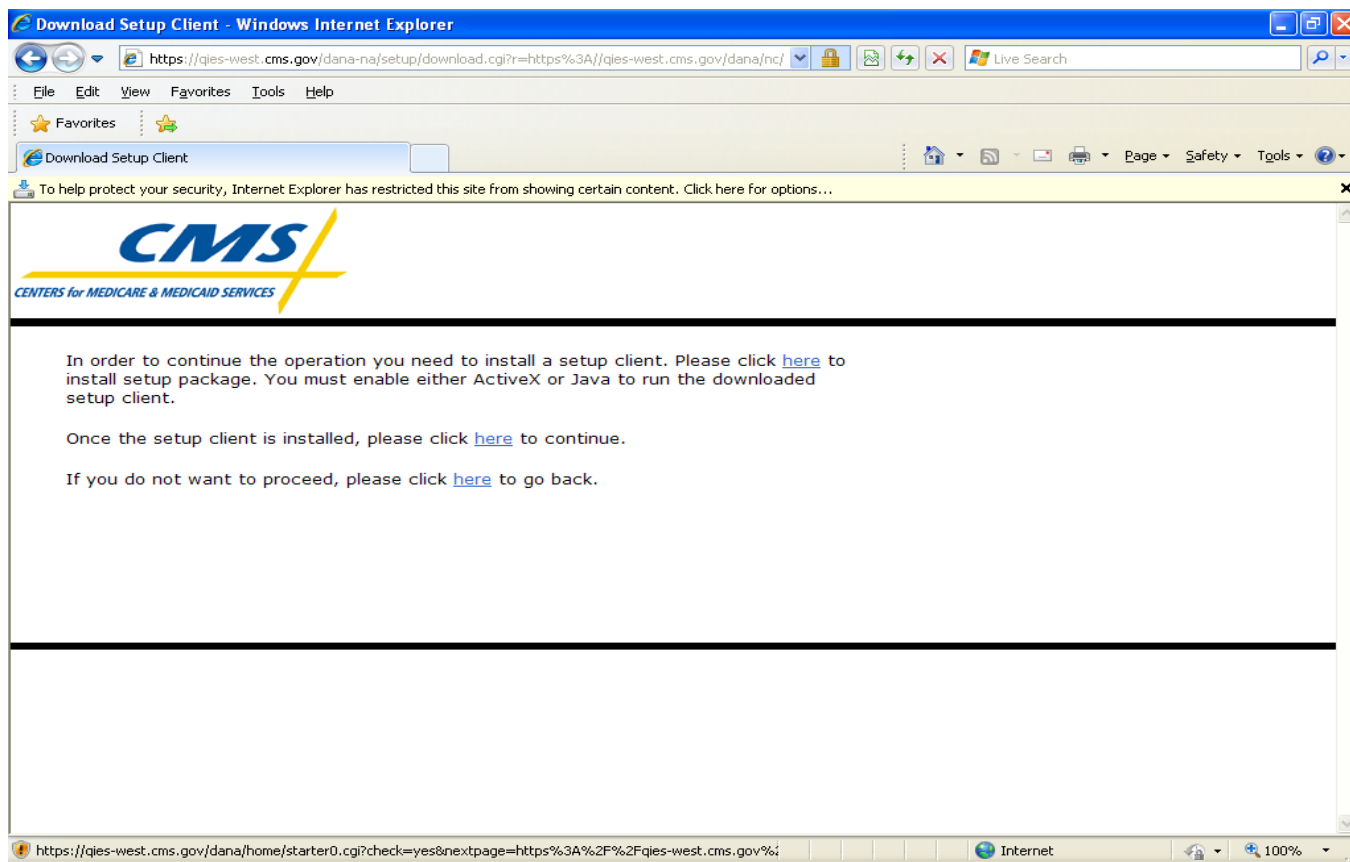 Download Setup Client - Windows Internet Explorer
https://qies-west.cms.gov/dana-na/setup/download.cgi?r=https%3A//qies-west.cms.gov/dana/nc/
Live Search
File Edit View Favorites Tools Help
Favorites
Download Setup Client
Page Safety Tools
To help protect your security, Internet Explorer has restricted this site from showing certain content. Click here for options...
CMS
CENTERS for MEDICARE & MEDICAID SERVICES
In order to continue the operation you need to install a setup client. Please click here to
install setup package. You must enable either ActiveX or Java to run the downloaded
setup client.
Once the setup client is installed, please click here to continue.
If you do not want to proceed, please click here to go back.
https://qies-west.cms.gov/dana/home/starter0.cgi?check=yes&nextpage=https%3A%2F%2Fqies-west.cms.gov%2
Internet
100%